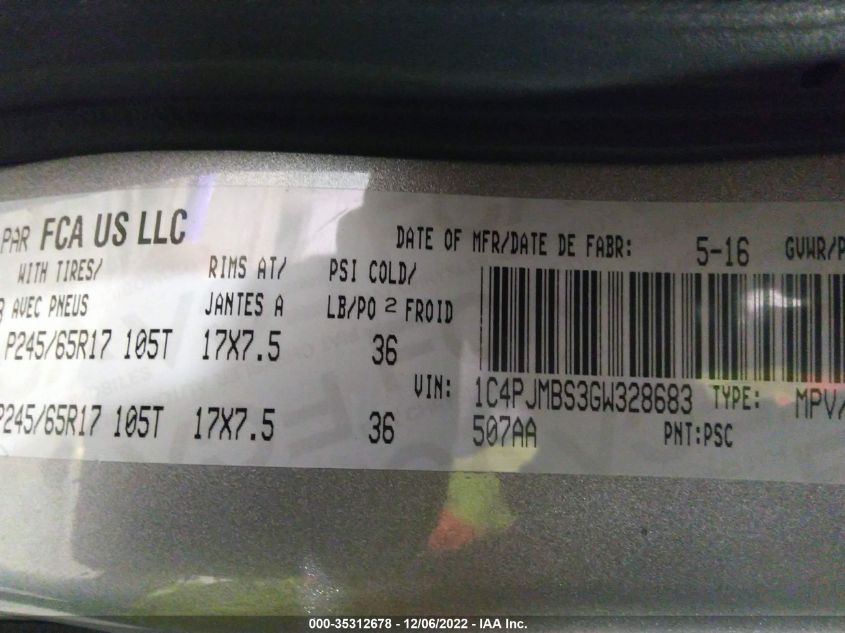 PAR FCA US LLC DATE OF MFR/DATE DE FABR: 5-16 GVWR/P
WITH TIRES/ RIMS AT/ PSI COLD/
AVEC PNEUS JANTES A LB/PO 2 FROID
P245/65R17 105T 17X7.5 36
VIN: 1C4PJMBS3GW328683 TYPE: MPV/
P245/65R17 105T 17X7.5 36 507AA PNT:PSC
000-35312678 - 12/06/2022 - IAA Inc.